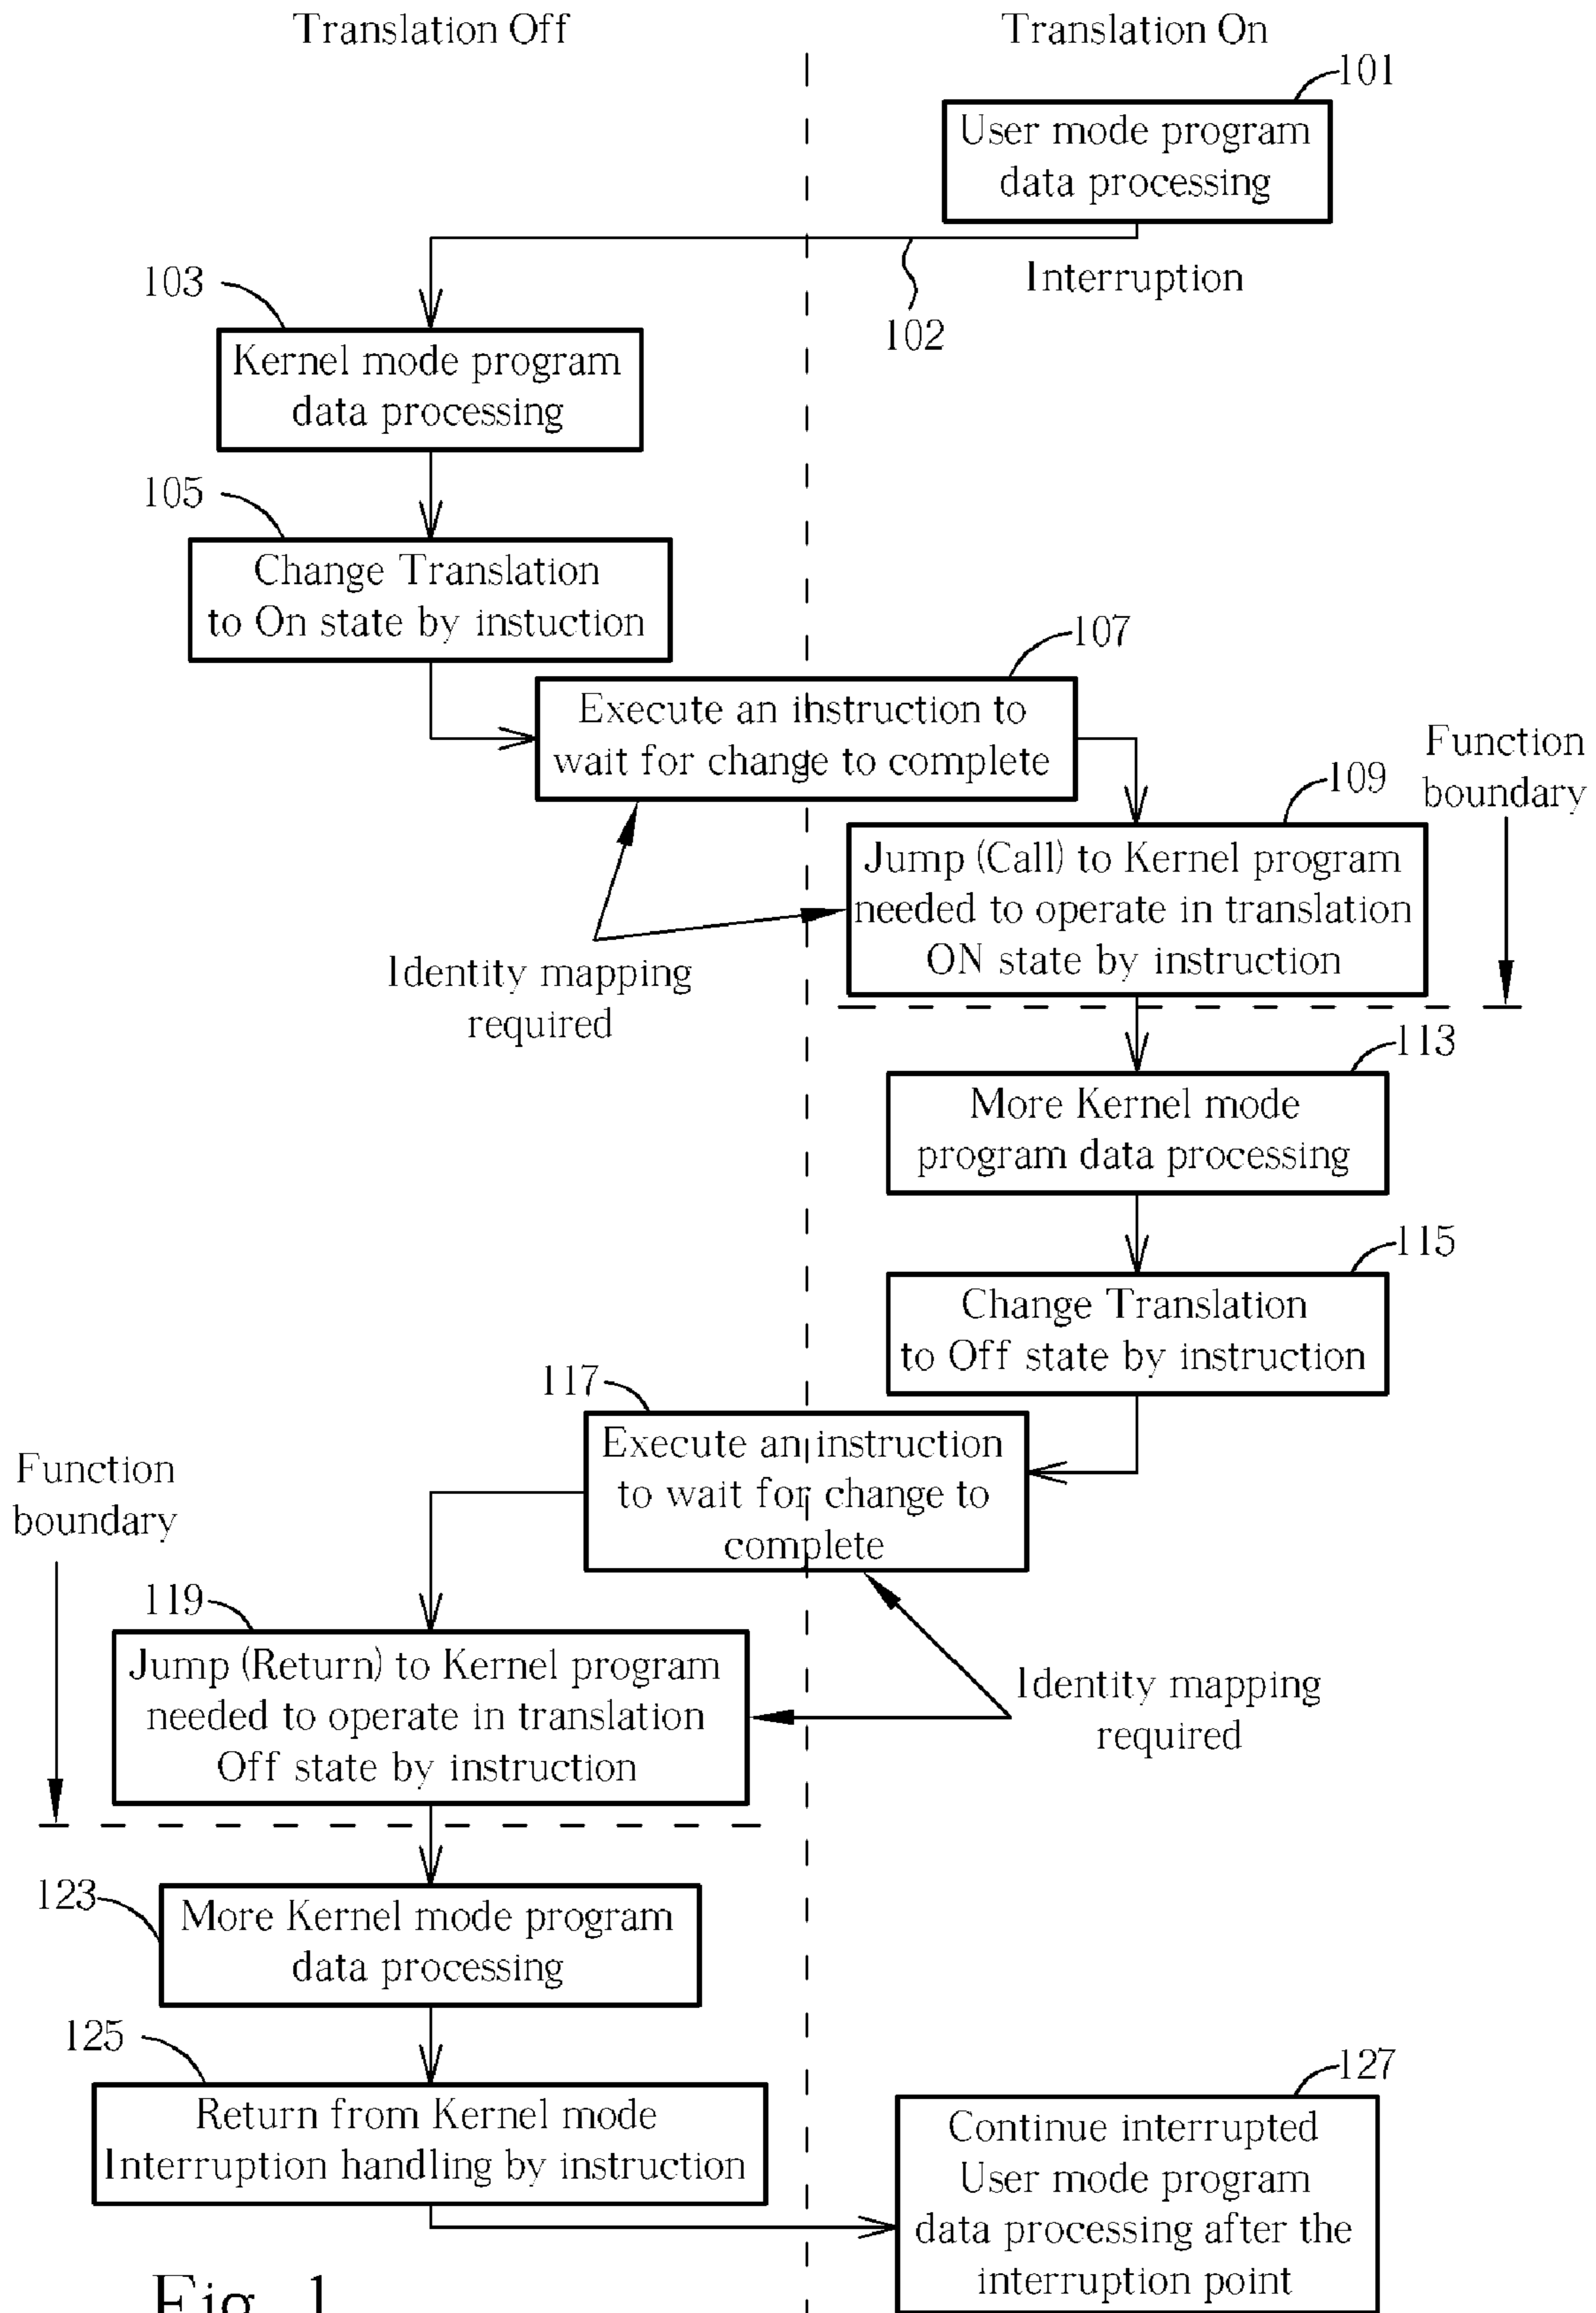 Translation Off
Translation On
101
User mode program
data processing
Interruption
102
103
Kernel mode program
data processing
105
Change Translation
to On state by instuction
107
Execute an instruction to
wait for change to complete
Function
boundary
109
Jump (Call) to Kernel program
needed to operate in translation
ON state by instruction
Identity mapping
required
113
More Kernel mode
program data processing
115
Change Translation
to Off state by instruction
117
Execute an instruction
to wait for change to
complete
Function
boundary
119
Jump (Return) to Kernel program
needed to operate in translation
Off state by instruction
Identity mapping
required
123
More Kernel mode program
data processing
125
Return from Kernel mode
Interruption handling by instruction
127
Continue interrupted
User mode program
data processing after the
interruption point
Fig. 1